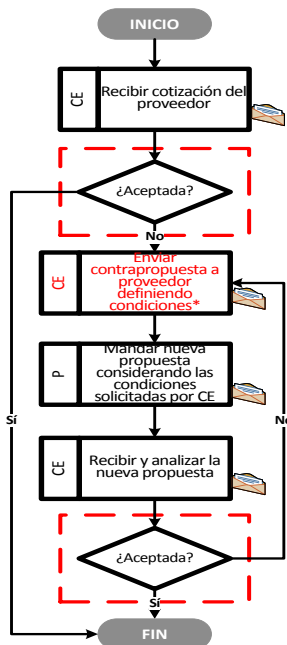 INICIO
CE
Recibir cotización del
proveedor
¿Aceptada?
No
CE
Enviar
contrapropuesta a
proveedor
definiendo
condiciones*
P
Mandar nueva
propuesta
considerando las
condiciones
solicitadas por CE
Sí
No
CE
Recibir y analizar la
nueva propuesta
¿Aceptada?
Sí
FIN